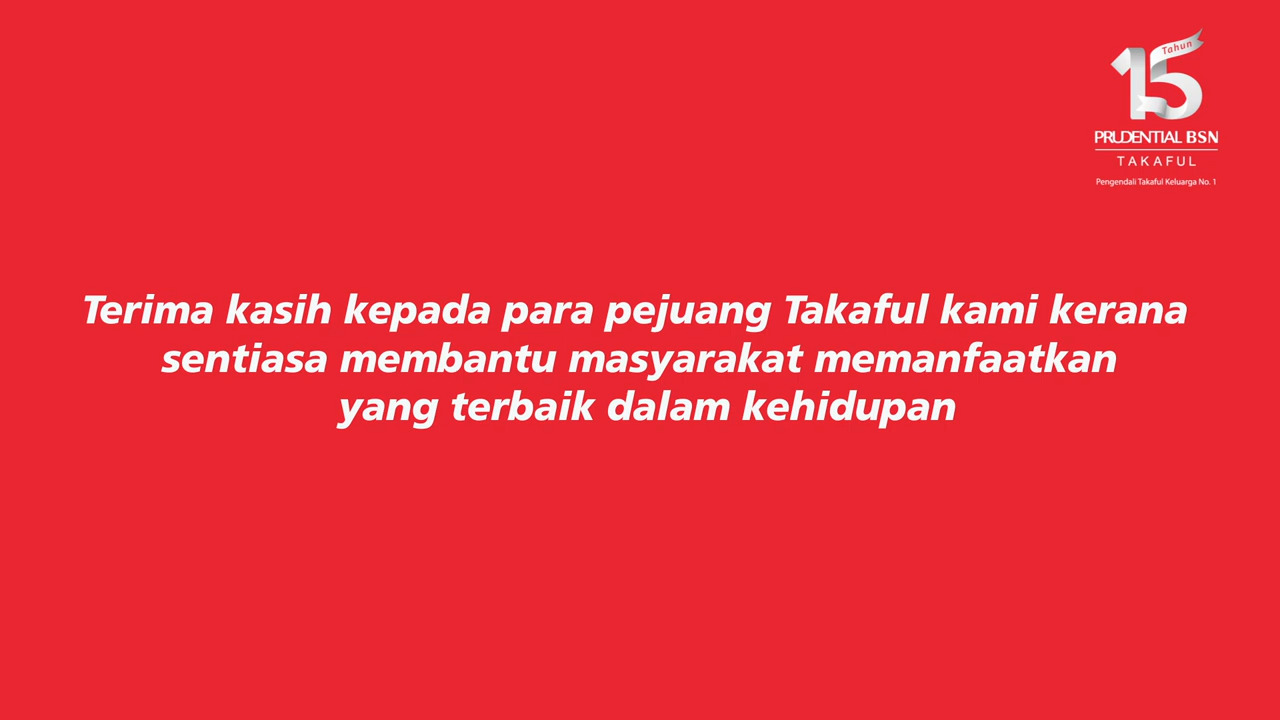 15
Tahun
PRUDENTIAL BSN
TAKAFUL
Pengendali Takaful Keluarga No. 1
Terima kasih kepada para pejuang Takaful kami kerana
sentiasa membantu masyarakat memanfaatkan
yang terbaik dalam kehidupan